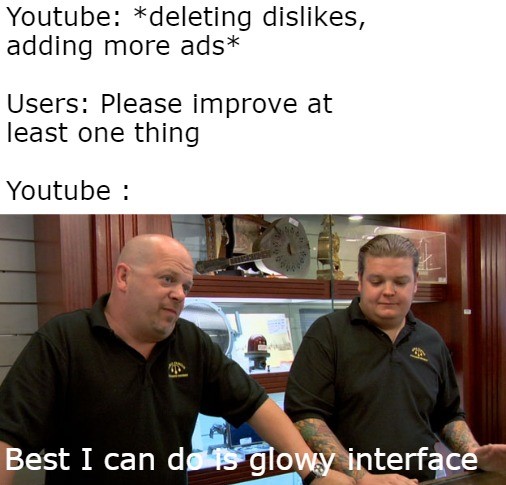 Youtube: *deleting dislikes,
adding more ads*
Users: Please improve at
least one thing
Youtube :
Best I can do is glowy interface